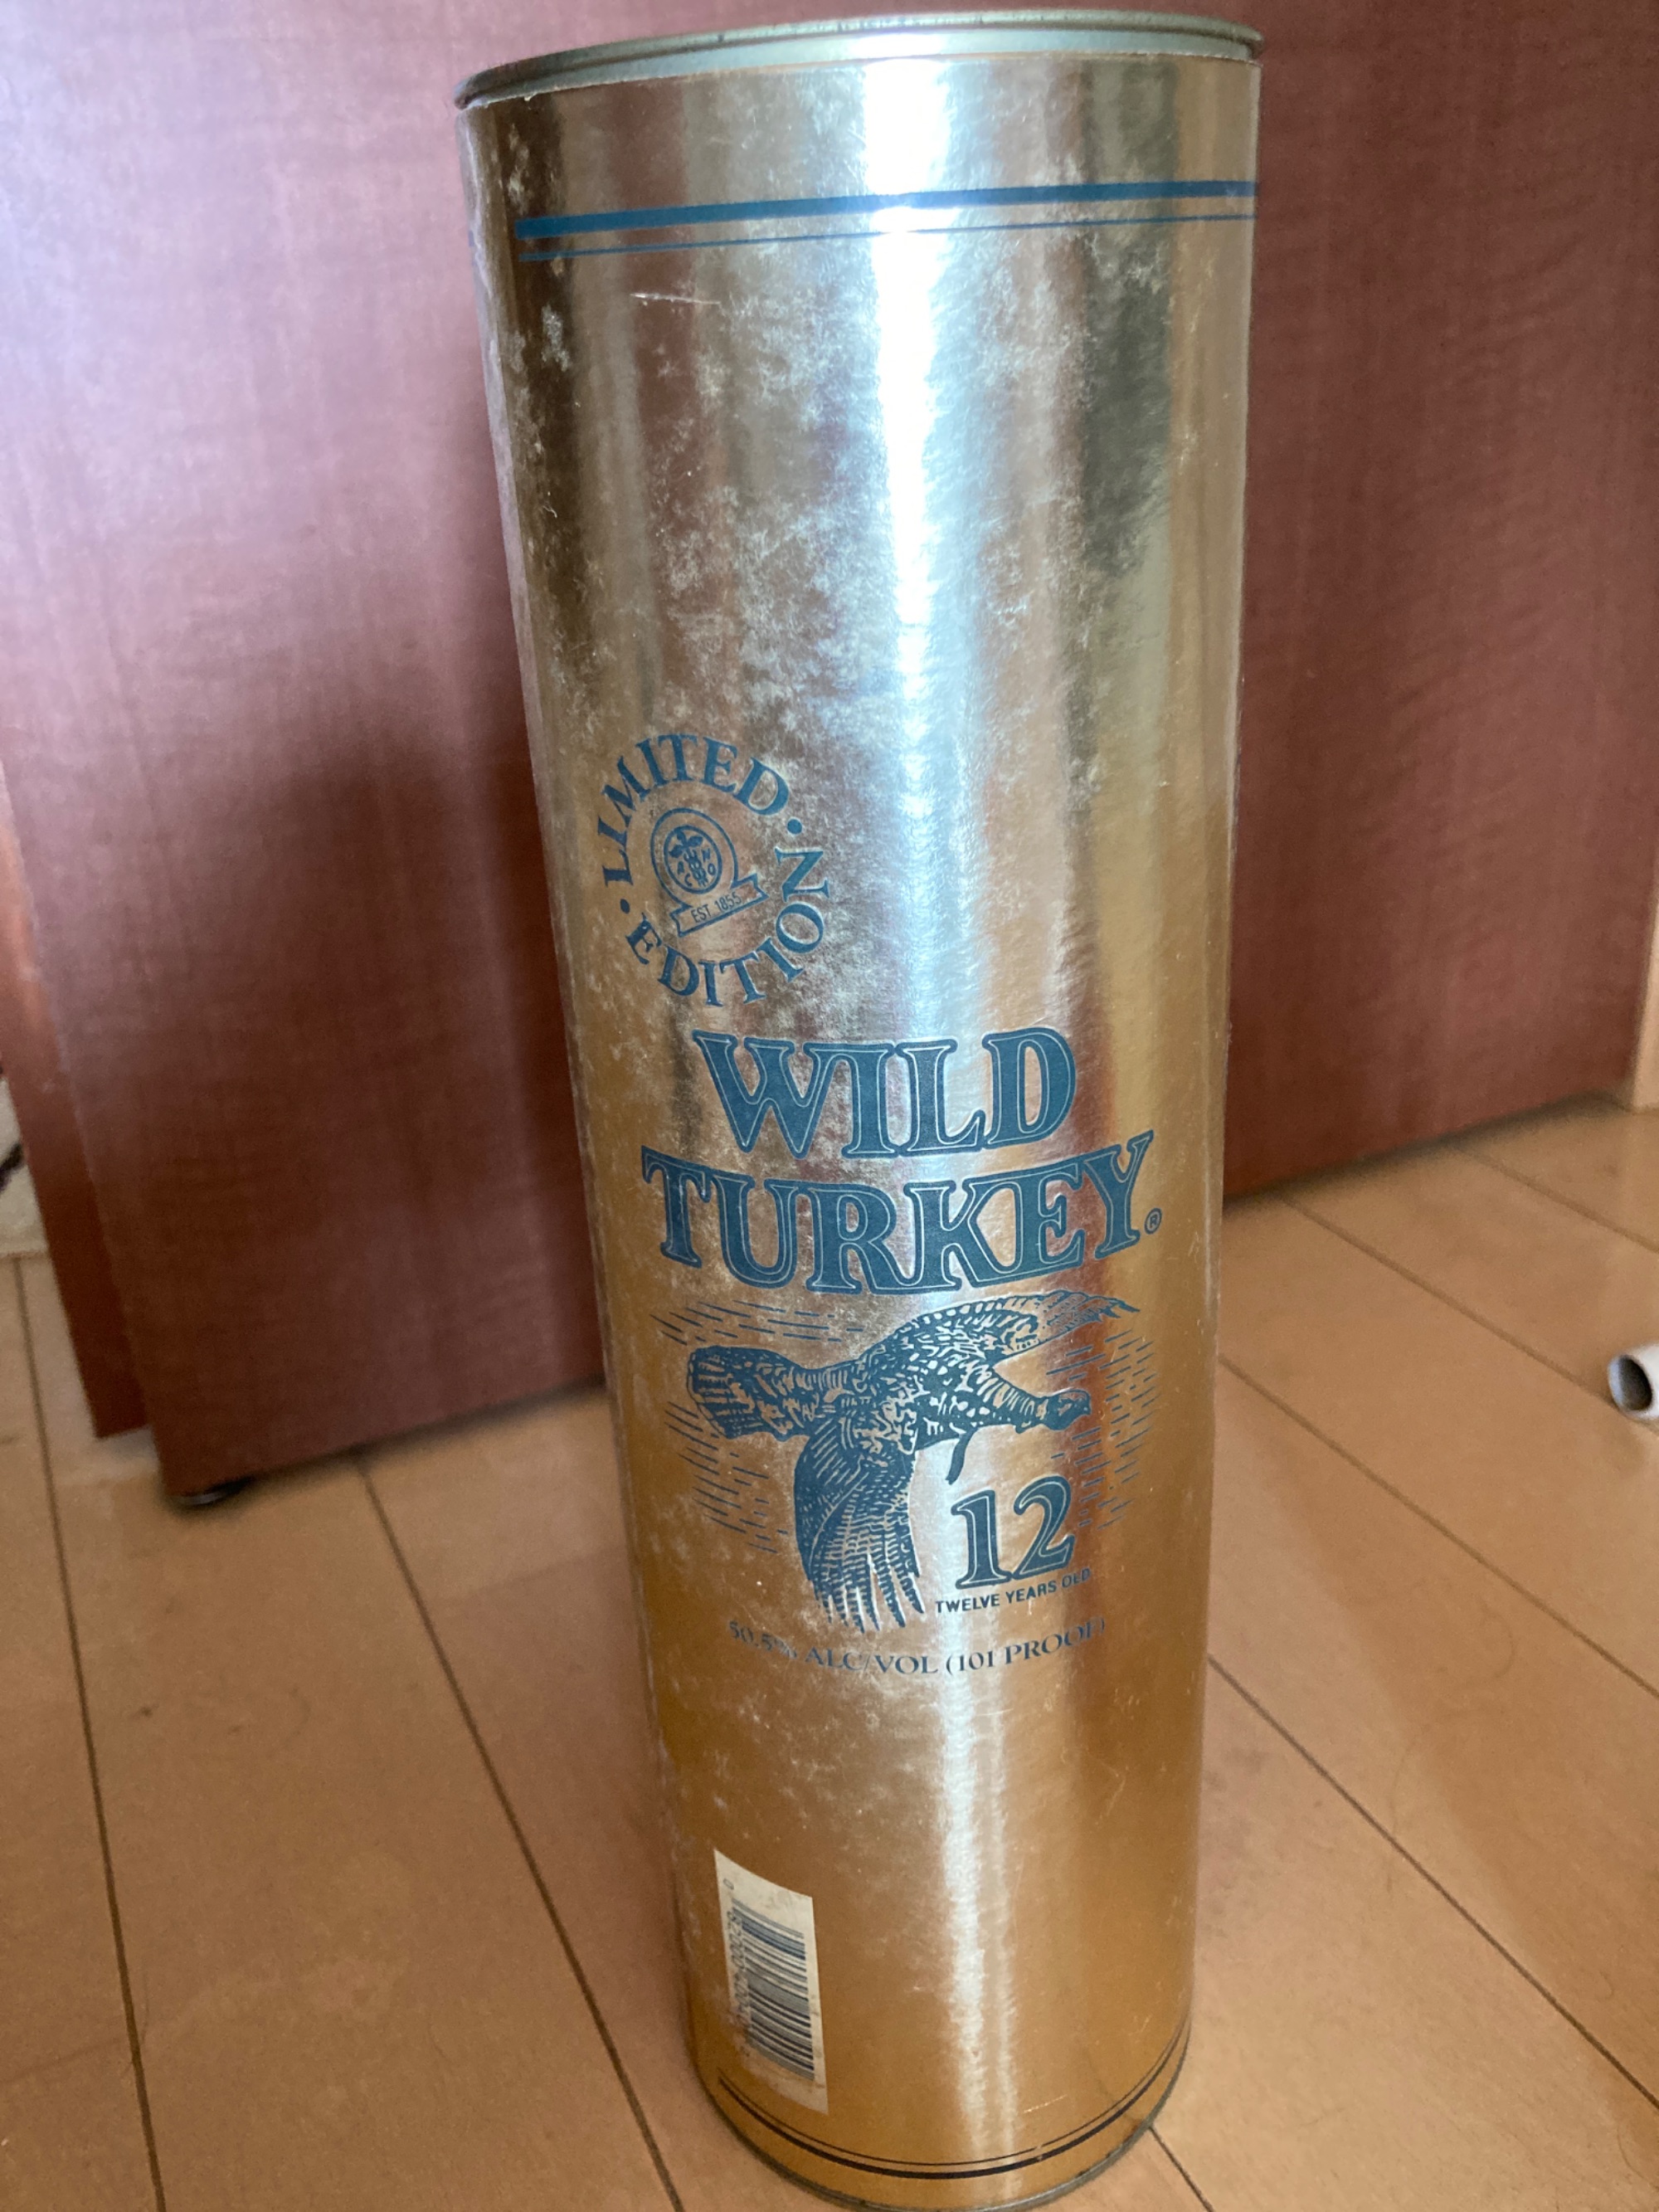 ·LIMITED·
EDITION
EST 1855
WILD
TURKEY®
12
TWELVE YEARS OLD
50.5% ALC/VOL (101 PROOF)